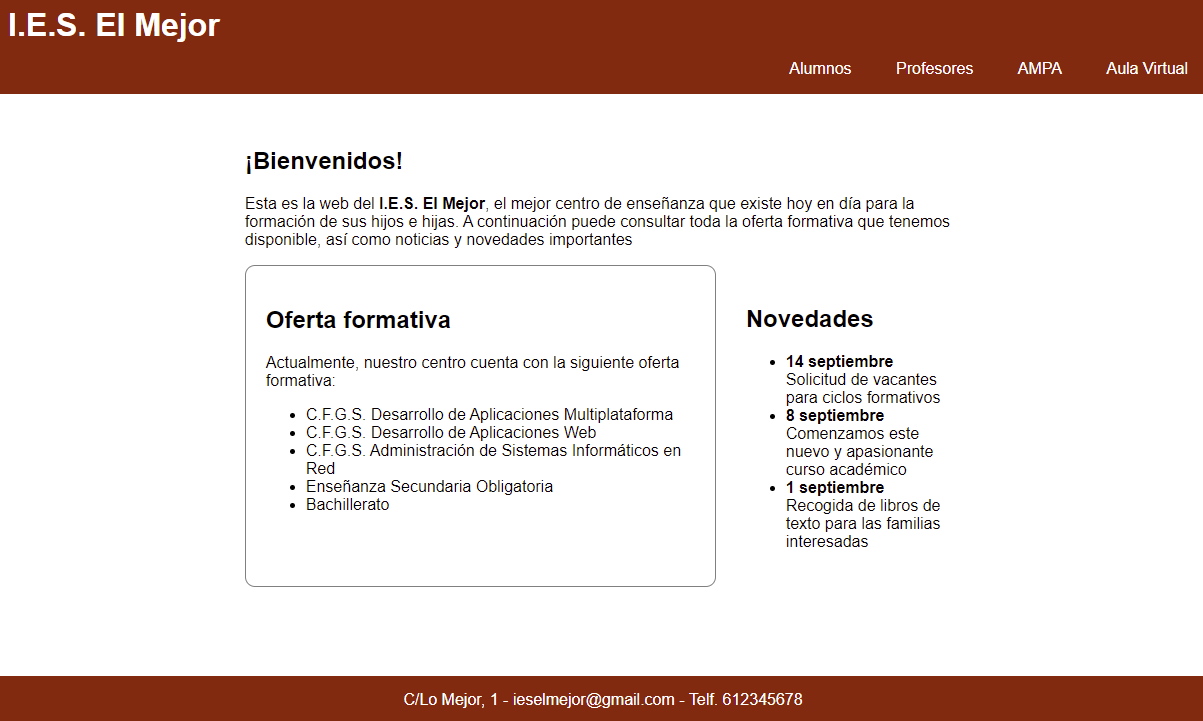 I.E.S. El Mejor
Alumnos Profesores AMPA Aula Virtual
¡Bienvenidos!
Esta es la web del I.E.S. El Mejor, el mejor centro de enseñanza que existe hoy en día para la
formación de sus hijos e hijas. A continuación puede consultar toda la oferta formativa que tenemos
disponible, así como noticias y novedades importantes
Oferta formativa
Actualmente, nuestro centro cuenta con la siguiente oferta
formativa:
• C.F.G.S. Desarrollo de Aplicaciones Multiplataforma
• C.F.G.S. Desarrollo de Aplicaciones Web
• C.F.G.S. Administración de Sistemas Informáticos en
Red
• Enseñanza Secundaria Obligatoria
• Bachillerato
Novedades
• 14 septiembre
Solicitud de vacantes
para ciclos formativos
• 8 septiembre
Comenzamos este
nuevo y apasionante
curso académico
• 1 septiembre
Recogida de libros de
texto para las familias
interesadas
C/Lo Mejor, 1 - ieselmejor@gmail.com - Telf. 612345678